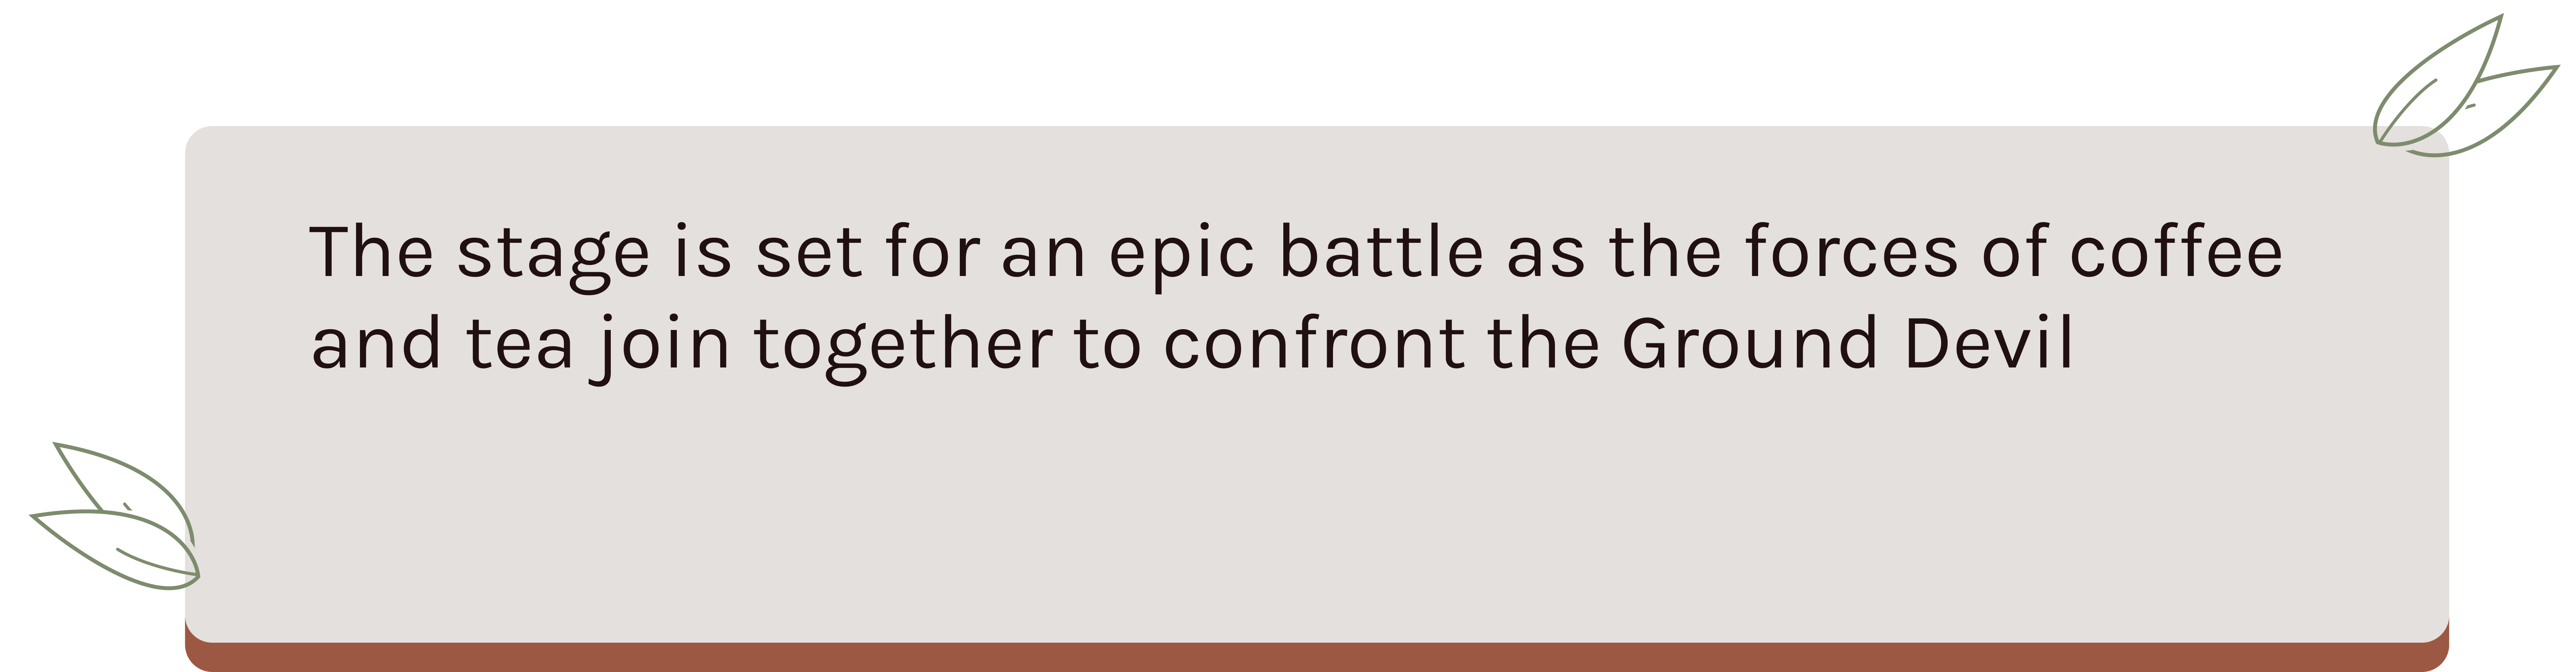 The stage is set for an epic battle as the forces of coffee
and tea join together to confront the Ground Devil